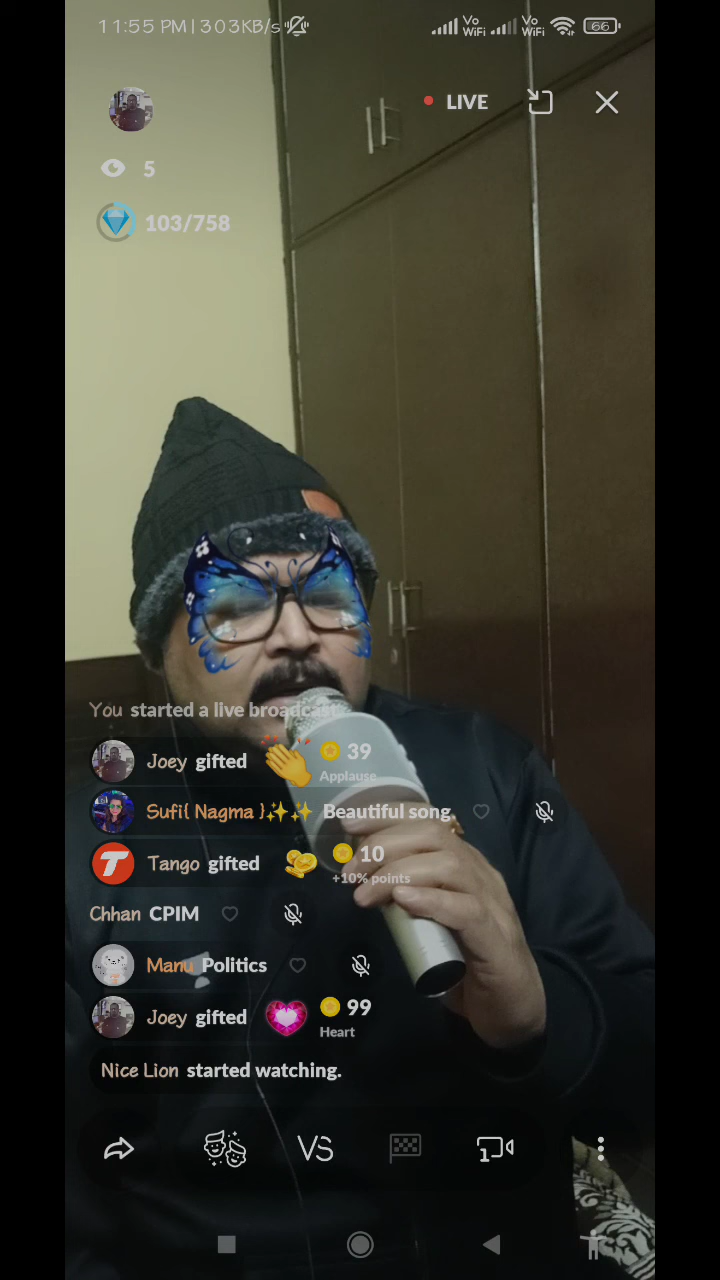 11:55 PM | 303KB/s
Vo WiFi
Vo WiFi
66
LIVE
5
103/758
You started a live broadcast.
Joey gifted 39
Applause
Sufi{ Nagma }✨✨ Beautiful song
Tango gifted 10
+10% points
Chhan CPIM
Manu Politics
Joey gifted 99
Heart
Nice Lion started watching.
VS
1